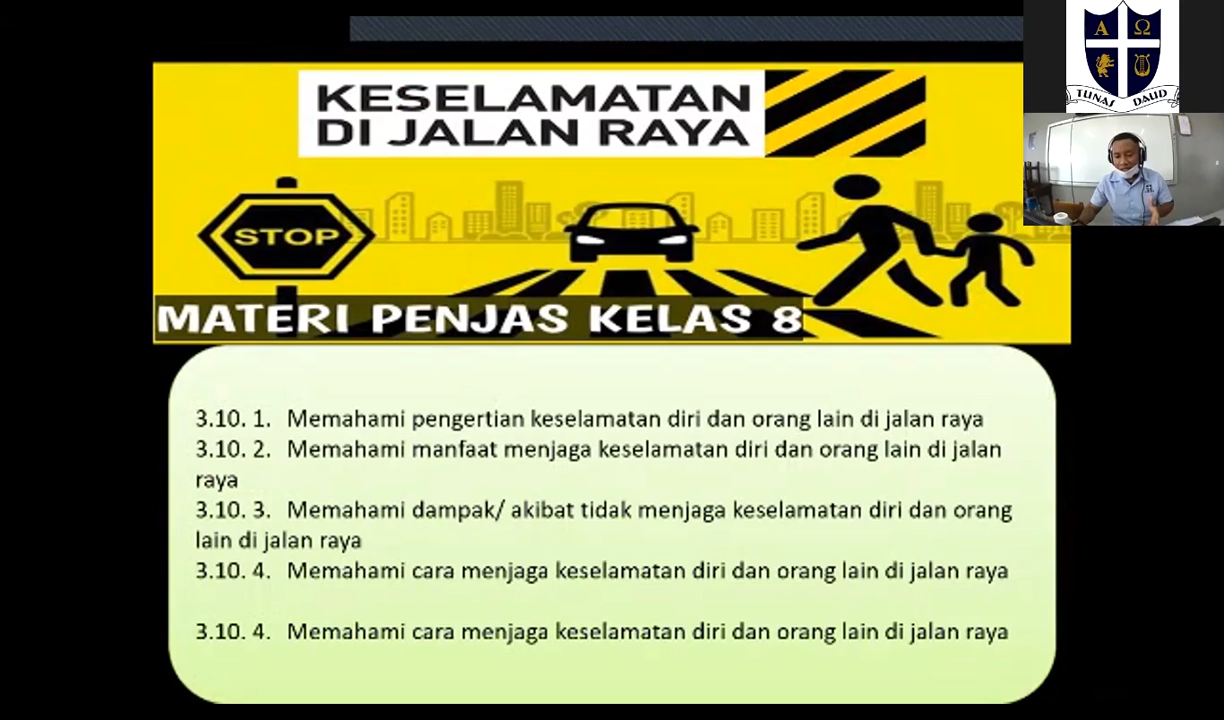 KESELAMATAN
DI JALAN RAYA
STOP
MATERI PENJAS KELAS 8
3.10. 1. Memahami pengertian keselamatan diri dan orang lain di jalan raya
3.10. 2. Memahami manfaat menjaga keselamatan diri dan orang lain di jalan
raya
3.10. 3. Memahami dampak/ akibat tidak menjaga keselamatan diri dan orang
lain di jalan raya
3.10. 4. Memahami cara menjaga keselamatan diri dan orang lain di jalan raya
3.10. 4. Memahami cara menjaga keselamatan diri dan orang lain di jalan raya
Α Ω
TUNAS DAUD